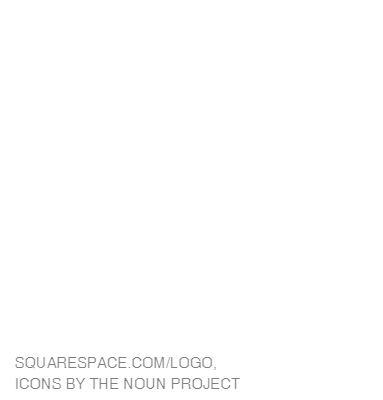 SQUARESPACE.COM/LOGO,
ICONS BY THE NOUN PROJECT